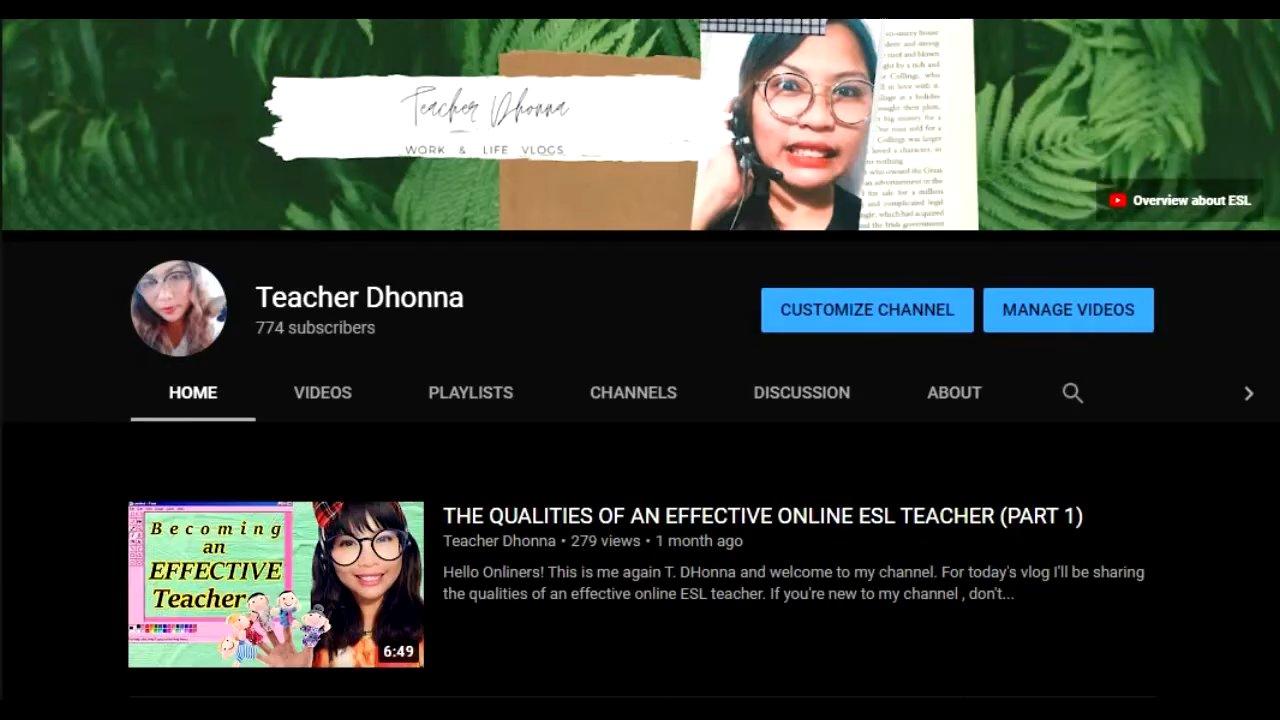 Teacher Dhonna
WORK & LIFE VLOGS
Overview about ESL
Teacher Dhonna
774 subscribers
CUSTOMIZE CHANNEL
MANAGE VIDEOS
HOME
VIDEOS
PLAYLISTS
CHANNELS
DISCUSSION
ABOUT
Becoming
an
EFFECTIVE
Teacher
6:49
THE QUALITIES OF AN EFFECTIVE ONLINE ESL TEACHER (PART 1)
Teacher Dhonna • 279 views • 1 month ago
Hello Onliners! This is me again T. DHonna and welcome to my channel. For today's vlog I'll be sharing
the qualities of an effective online ESL teacher. If you're new to my channel , don't...